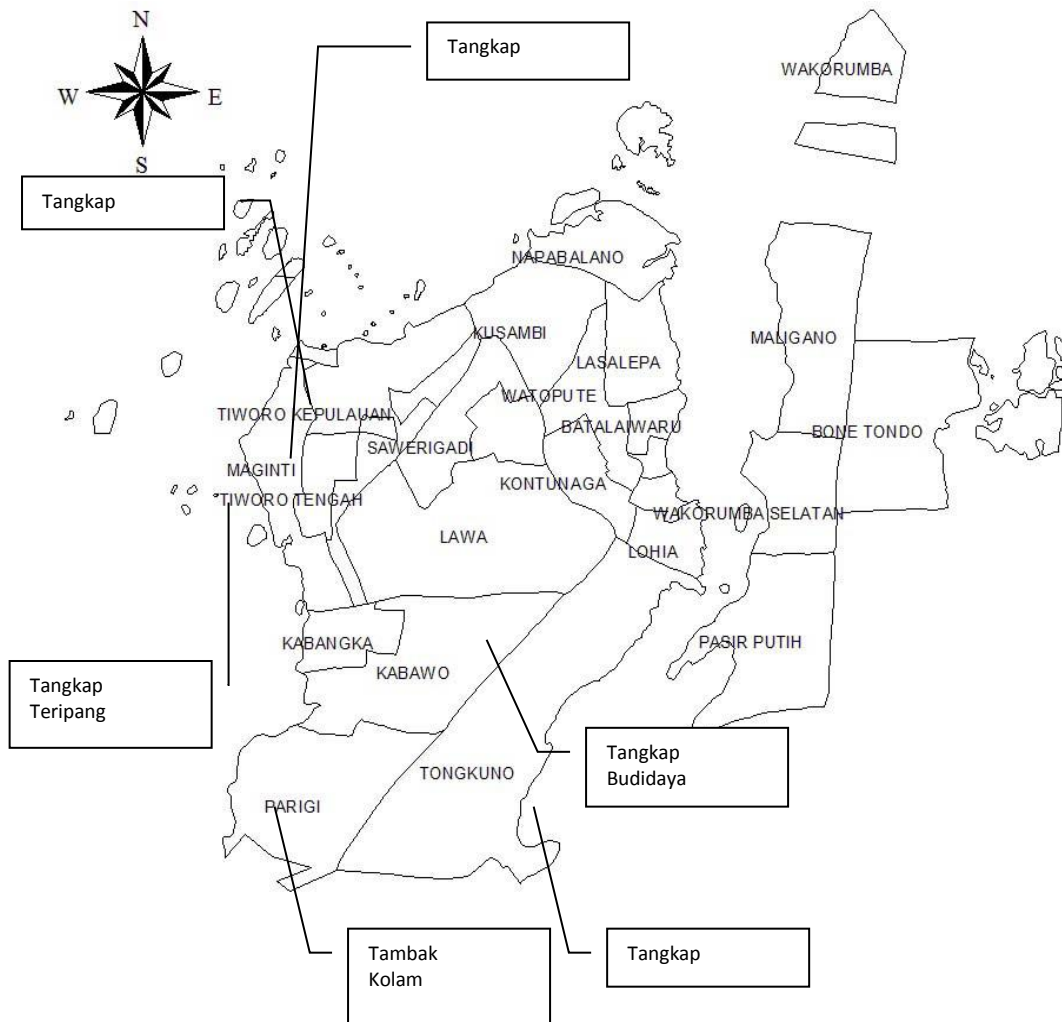 N
Tangkap
WAKORUMBA
W
E
S
Tangkap
NAPABALANO
KUSAMBI
MALIGANO
LASALEPA
WATOPUTE
TIWORO KEPULAUAN
BATALAIWARU
BONE TONDO
SAWERIGADI
MAGINTI
KONTUNAGA
TIWORO TENGAH
WAKORUMBA SELATAN
LAWA
LOHIA
KABANGKA
PASIR PUTIH
KABAWO
Tangkap
Teripang
Tangkap
Budidaya
TONGKUNO
PARIGI
Tambak
Kolam
Tangkap